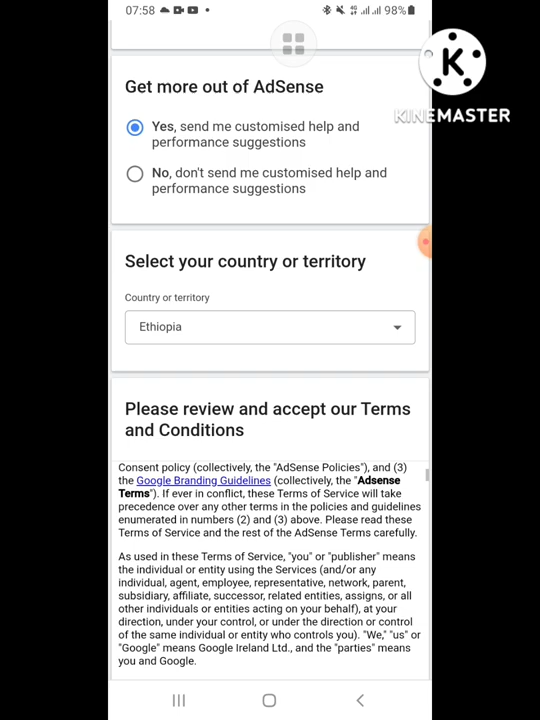 07:58
98%
KINEMASTER
Get more out of AdSense
Yes, send me customised help and
performance suggestions
No, don't send me customised help and
performance suggestions
Select your country or territory
Country or territory
Ethiopia
Please review and accept our Terms
and Conditions
Consent policy (collectively, the "AdSense Policies"), and (3)
the Google Branding Guidelines (collectively, the "Adsense
Terms"). If ever in conflict, these Terms of Service will take
precedence over any other terms in the policies and guidelines
enumerated in numbers (2) and (3) above. Please read these
Terms of Service and the rest of the AdSense Terms carefully.
As used in these Terms of Service, "you" or "publisher" means
the individual or entity using the Services (and/or any
individual, agent, employee, representative, network, parent,
subsidiary, affiliate, successor, related entities, assigns, or all
other individuals or entities acting on your behalf), at your
direction, under your control, or under the direction or control
of the same individual or entity who controls you). "We," "us" or
"Google" means Google Ireland Ltd., and the "parties" means
you and Google.